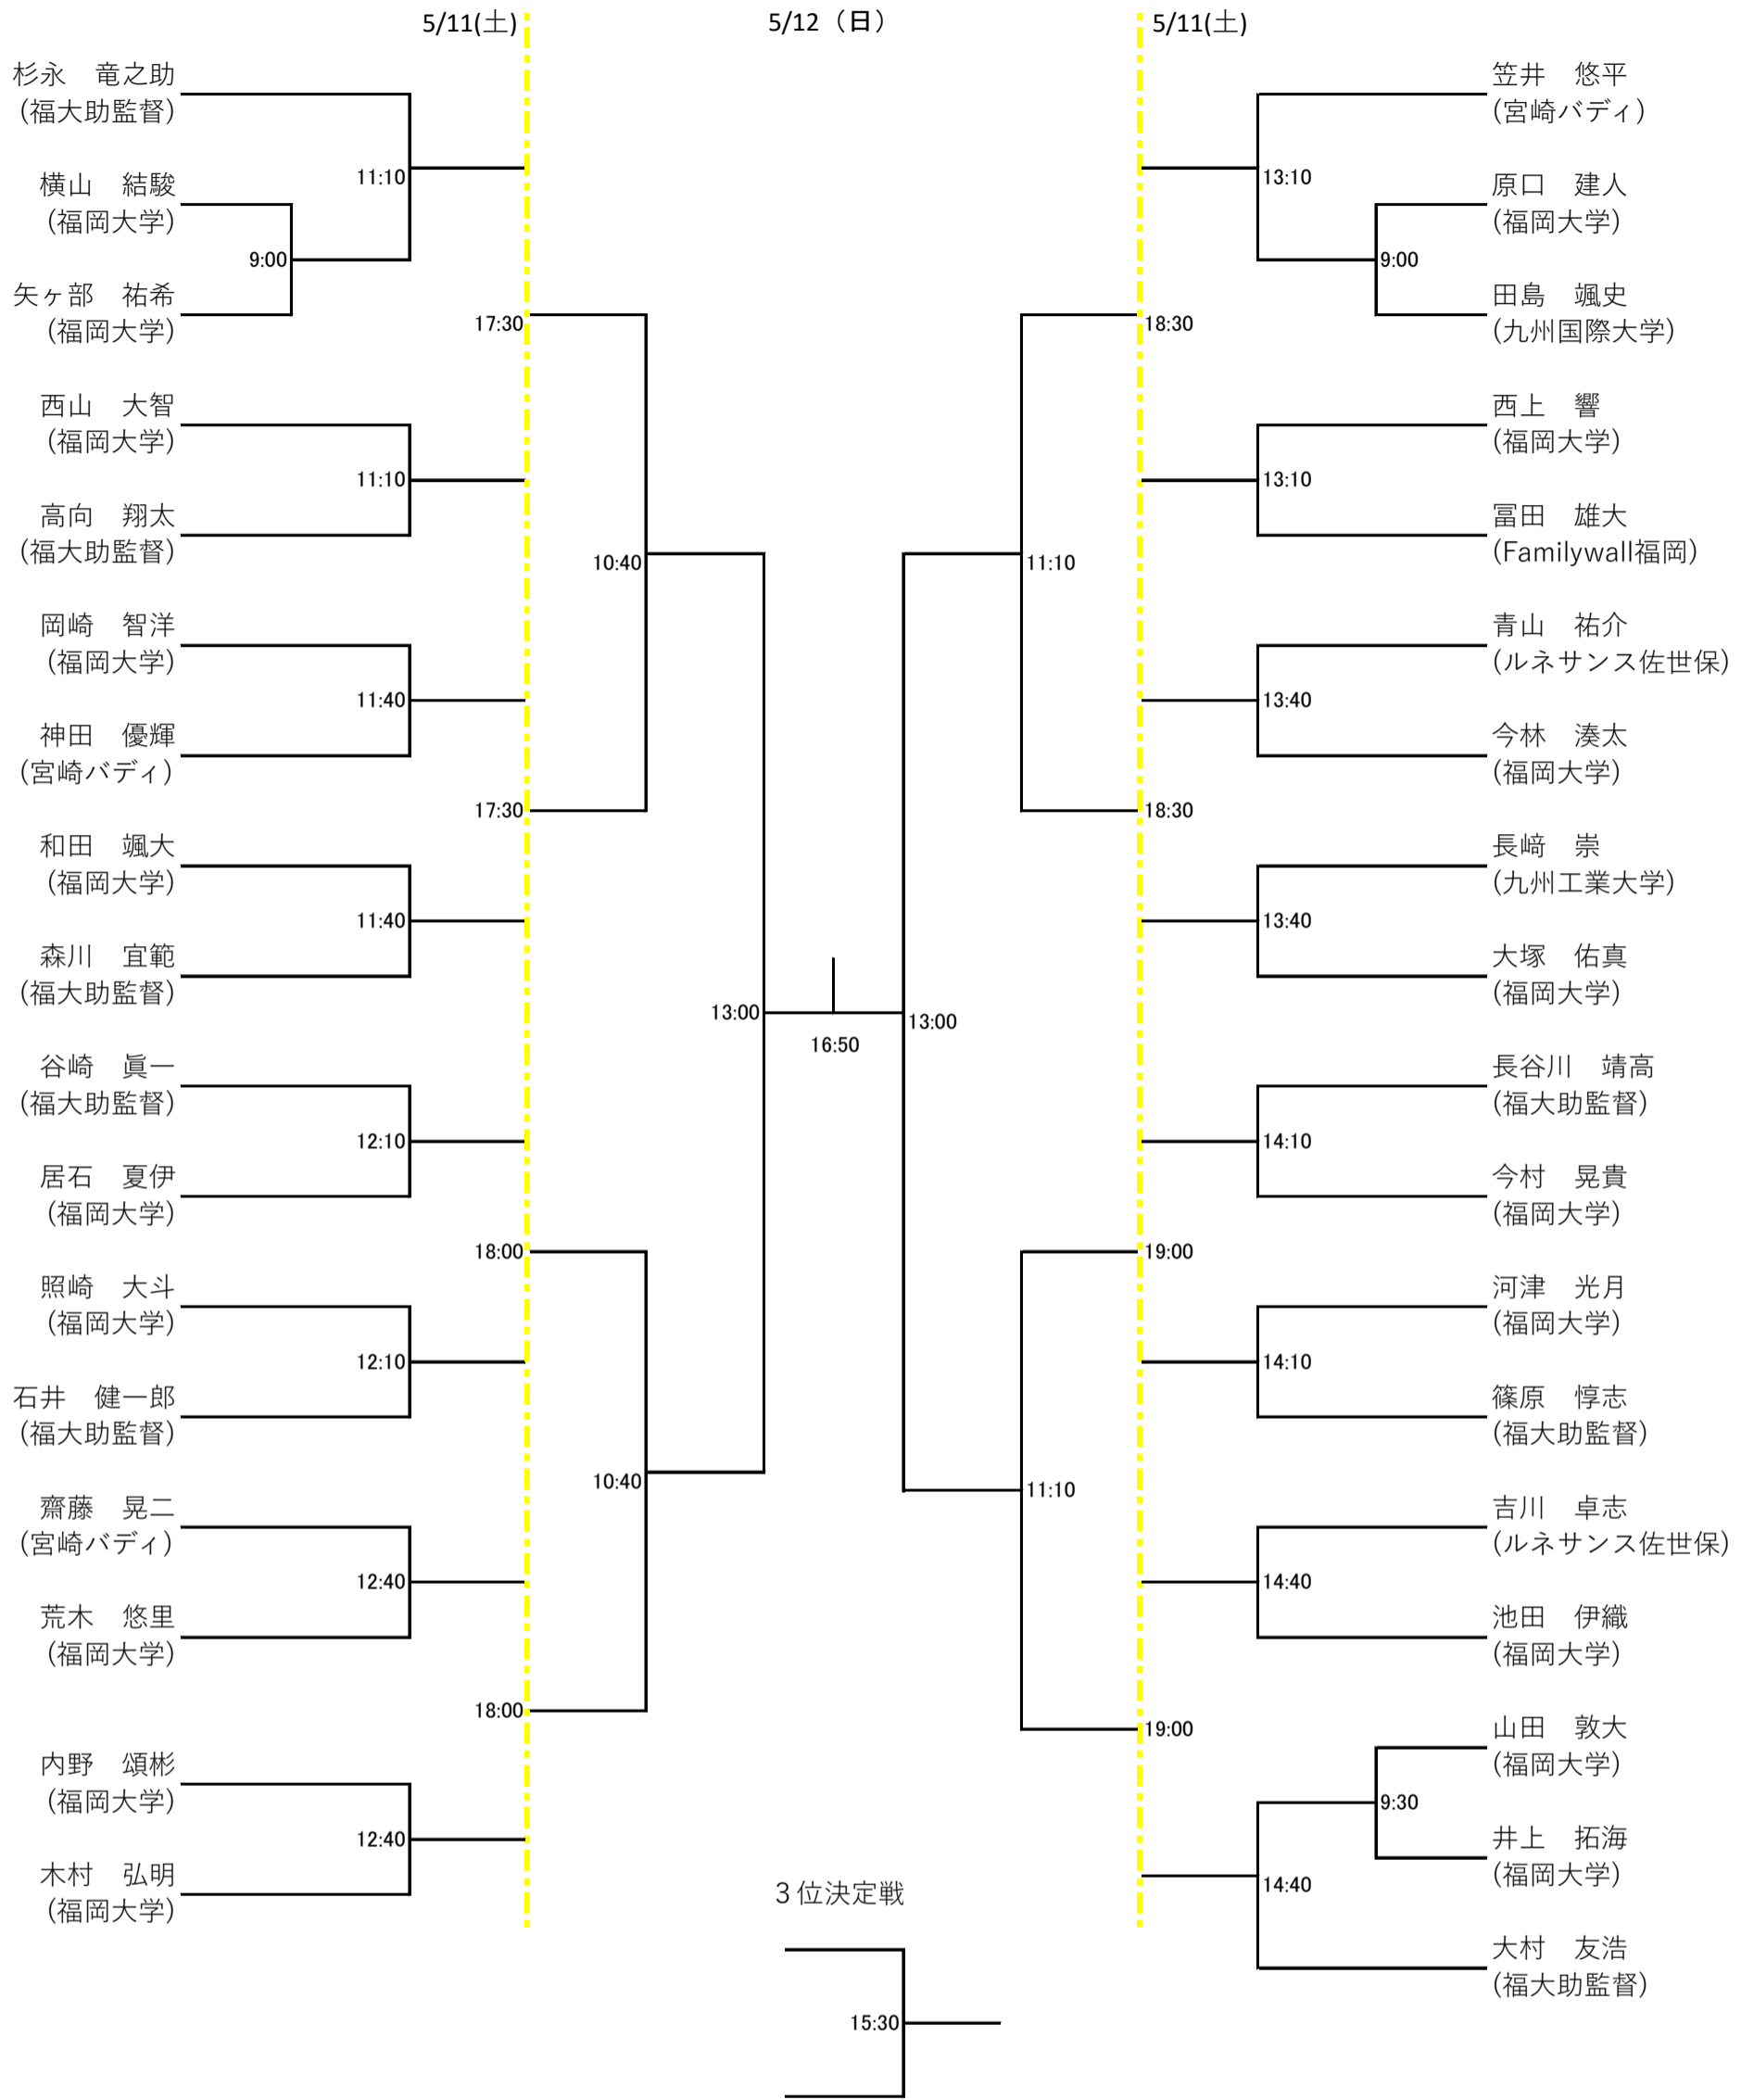 5/11(土)
5/12（日）
5/11(土)
杉永　竜之助
(福大助監督)
11:10
横山　結駿
(福岡大学)
9:00
矢ヶ部　祐希
(福岡大学)
17:30
西山　大智
(福岡大学)
11:10
高向　翔太
(福大助監督)
10:40
岡崎　智洋
(福岡大学)
11:40
神田　優輝
(宮崎バディ)
17:30
和田　颯大
(福岡大学)
11:40
森川　宜範
(福大助監督)
13:00
16:50
谷崎　眞一
(福大助監督)
12:10
居石　夏伊
(福岡大学)
18:00
照崎　大斗
(福岡大学)
12:10
石井　健一郎
(福大助監督)
10:40
齋藤　晃二
(宮崎バディ)
12:40
荒木　悠里
(福岡大学)
18:00
内野　頌彬
(福岡大学)
12:40
木村　弘明
(福岡大学)
笠井　悠平
(宮崎バディ)
13:10
原口　建人
(福岡大学)
9:00
田島　颯史
(九州国際大学)
18:30
西上　響
(福岡大学)
13:10
冨田　雄大
(Familywall福岡)
11:10
青山　祐介
(ルネサンス佐世保)
13:40
今林　湊太
(福岡大学)
18:30
長﨑　崇
(九州工業大学)
13:40
大塚　佑真
(福岡大学)
13:00
長谷川　靖高
(福大助監督)
14:10
今村　晃貴
(福岡大学)
19:00
河津　光月
(福岡大学)
14:10
篠原　惇志
(福大助監督)
11:10
吉川　卓志
(ルネサンス佐世保)
14:40
池田　伊織
(福岡大学)
19:00
山田　敦大
(福岡大学)
9:30
井上　拓海
(福岡大学)
14:40
大村　友浩
(福大助監督)
３位決定戦
15:30